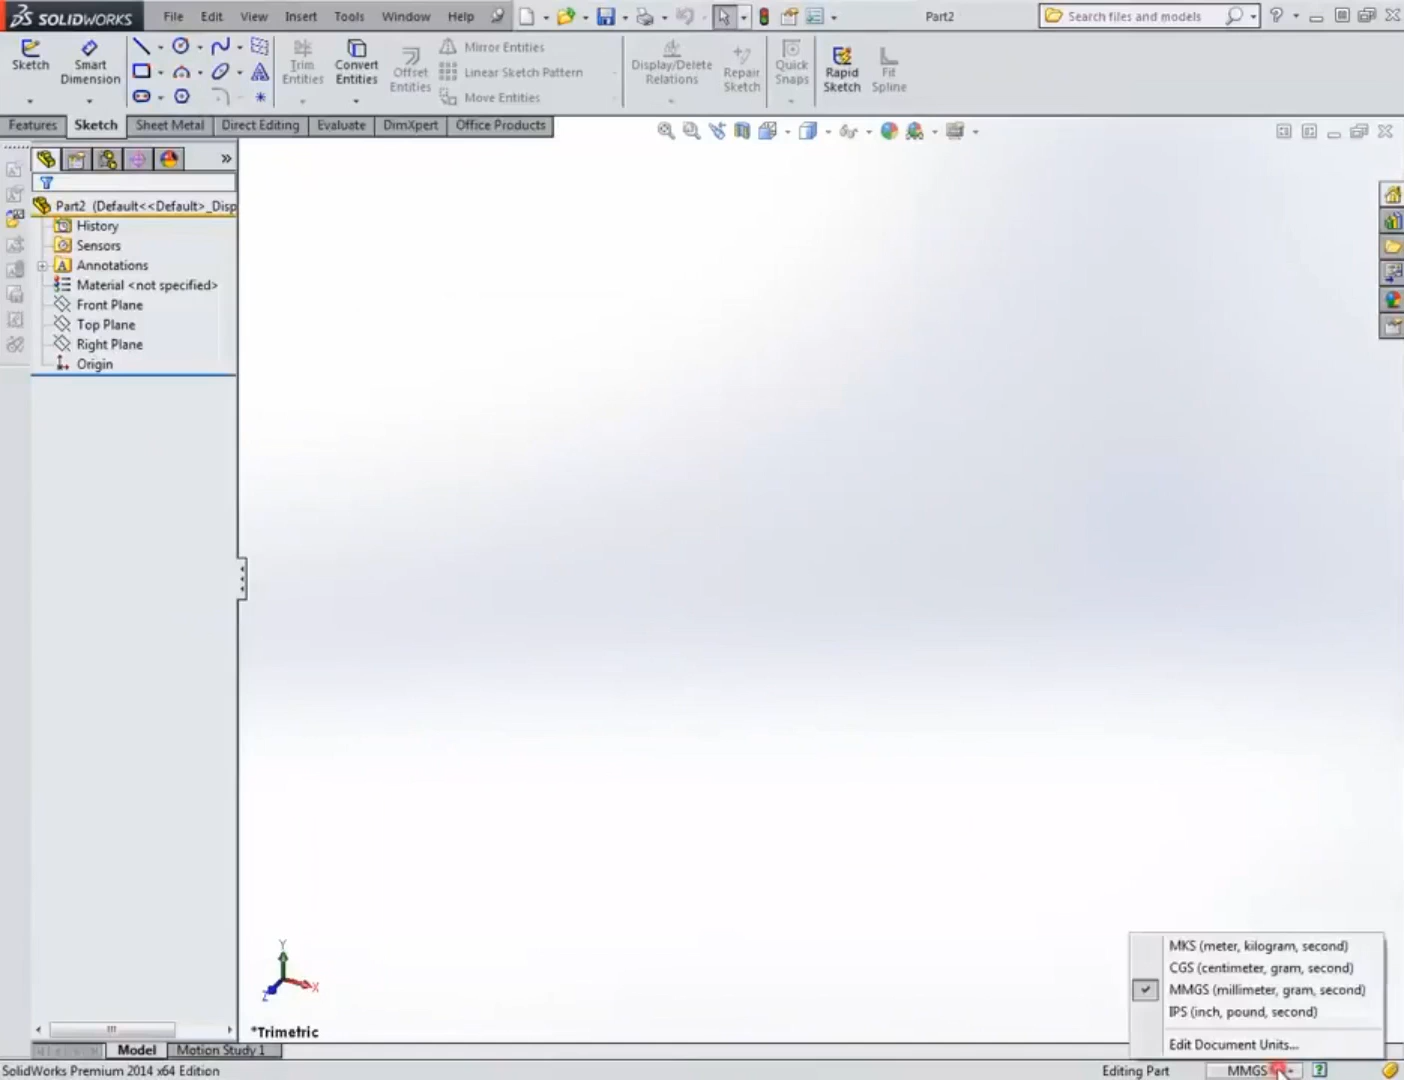 SOLIDWORKS File Edit View Insert Tools Window Help Part2 Search files and models
Sketch Smart Dimension Trim Entities Convert Entities Offset Entities Mirror Entities Linear Sketch Pattern Move Entities Display/Delete Relations Repair Sketch Quick Snaps Rapid Sketch Fit Spline
Features Sketch Sheet Metal Direct Editing Evaluate DimXpert Office Products
Part2 (Default<<Default>_Disp
History
Sensors
Annotations
Material <not specified>
Front Plane
Top Plane
Right Plane
Origin
Y
X
Z
*Trimetric
MKS (meter, kilogram, second)
CGS (centimeter, gram, second)
MMGS (millimeter, gram, second)
IPS (inch, pound, second)
Edit Document Units...
Model Motion Study 1
SolidWorks Premium 2014 x64 Edition Editing Part MMGS